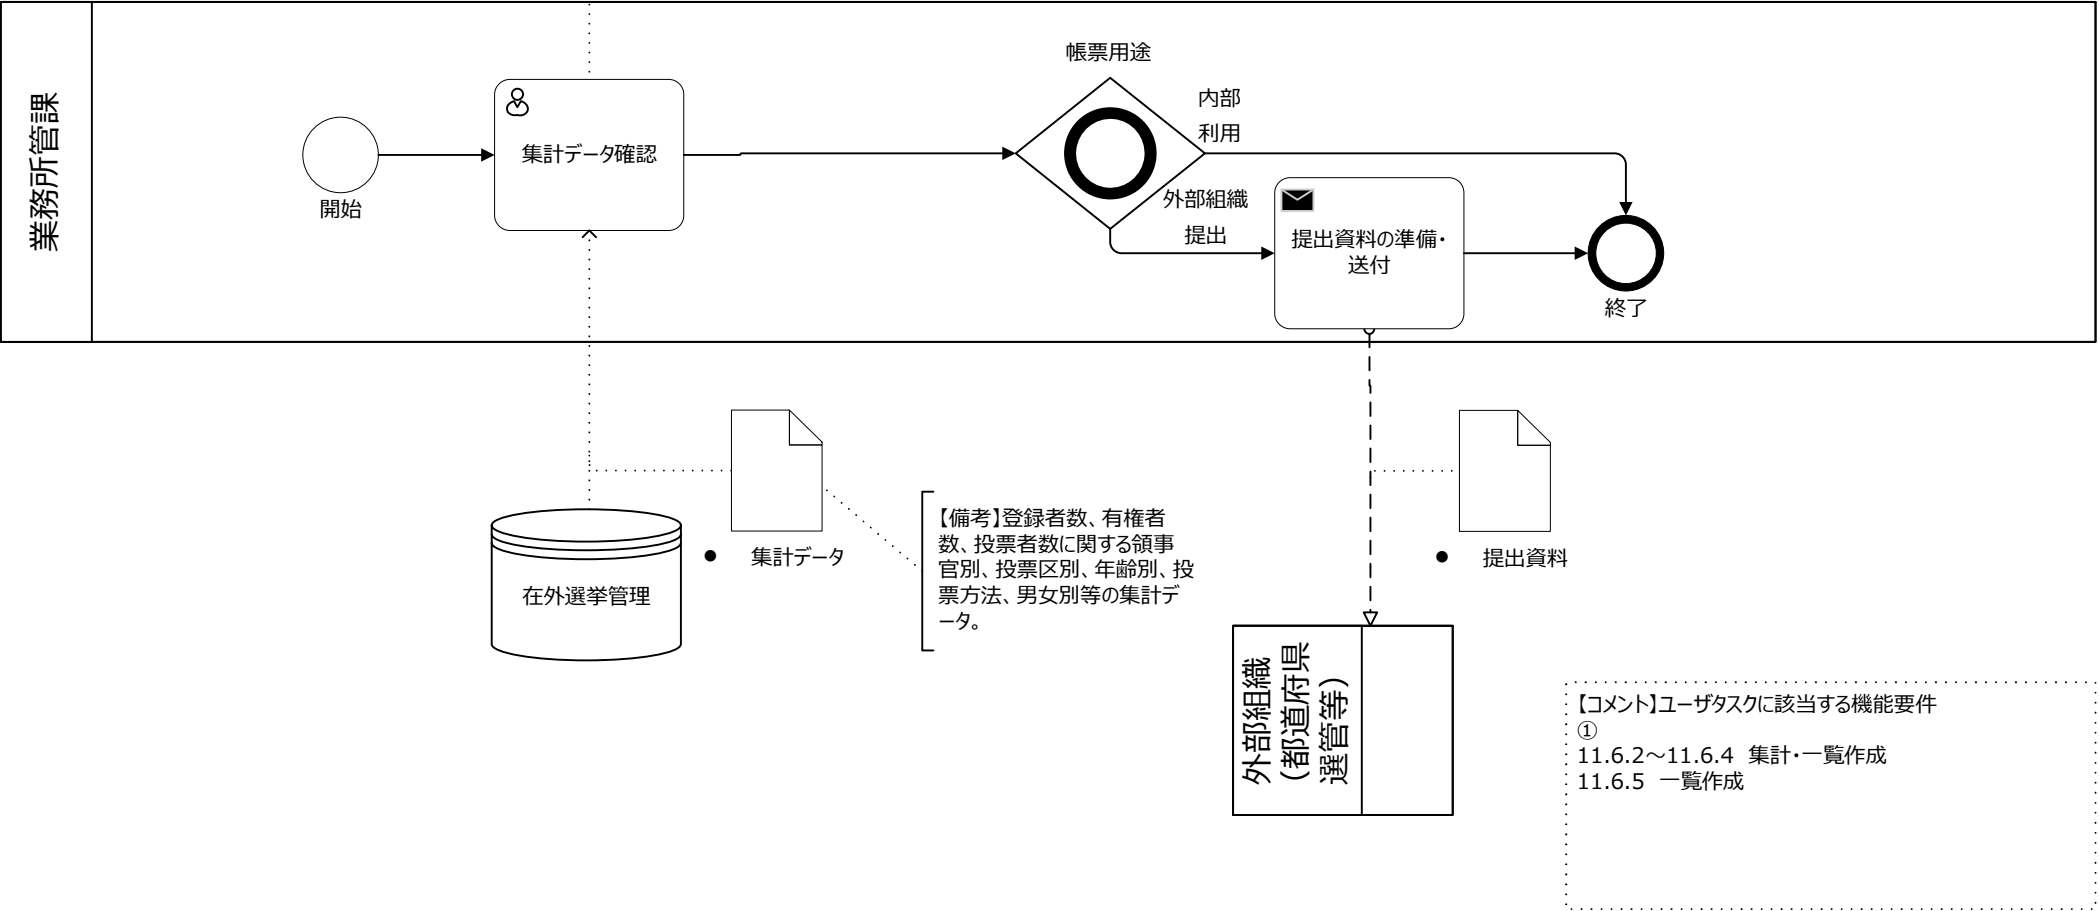 業務所管課
開始
集計データ確認
帳票用途
内部
利用
外部組織
提出
提出資料の準備・
送付
終了
在外選挙管理
● 集計データ
【備考】登録者数、有権者
数、投票者数に関する領事
官別、投票区別、年齢別、投
票方法、男女別等の集計デ
ータ。
● 提出資料
外部組織
（都道府県
選管等）
【コメント】ユーザタスクに該当する機能要件
①
11.6.2～11.6.4 集計・一覧作成
11.6.5 一覧作成